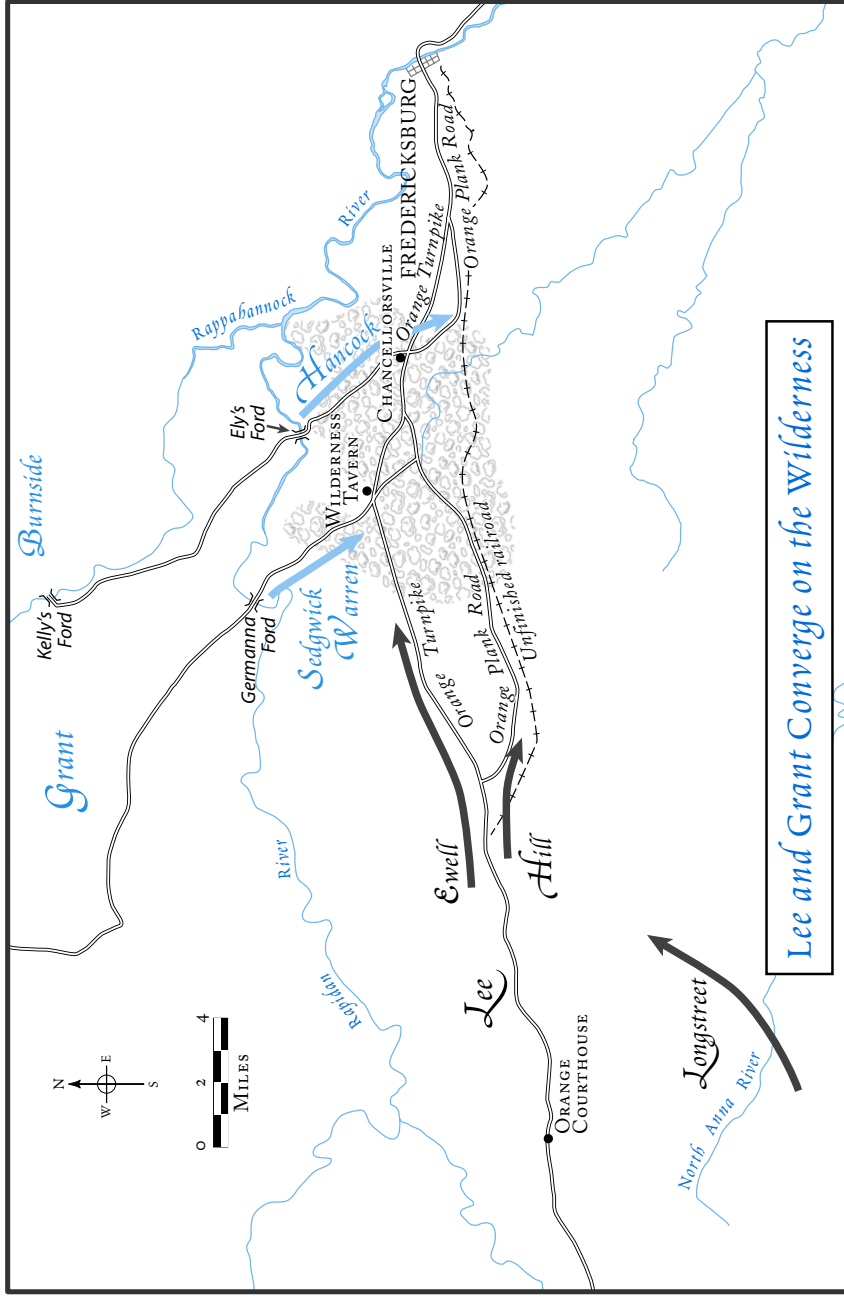 Kelly's
Ford
Burnside
Grant
Ely's
Ford
Rappahannock
River
Germanna
Ford
Sedgwick
Warren
Hancock
Wilderness
Tavern
Chancellorsville
FREDERICKSBURG
Orange Turnpike
Orange Plank Road
Orange Turnpike
Orange Plank Road
Unfinished railroad
River
Rapidan
N
W
E
S
0 2 4
Miles
Ewell
Hill
Lee
Orange
Courthouse
Longstreet
North Anna River
Lee and Grant Converge on the Wilderness